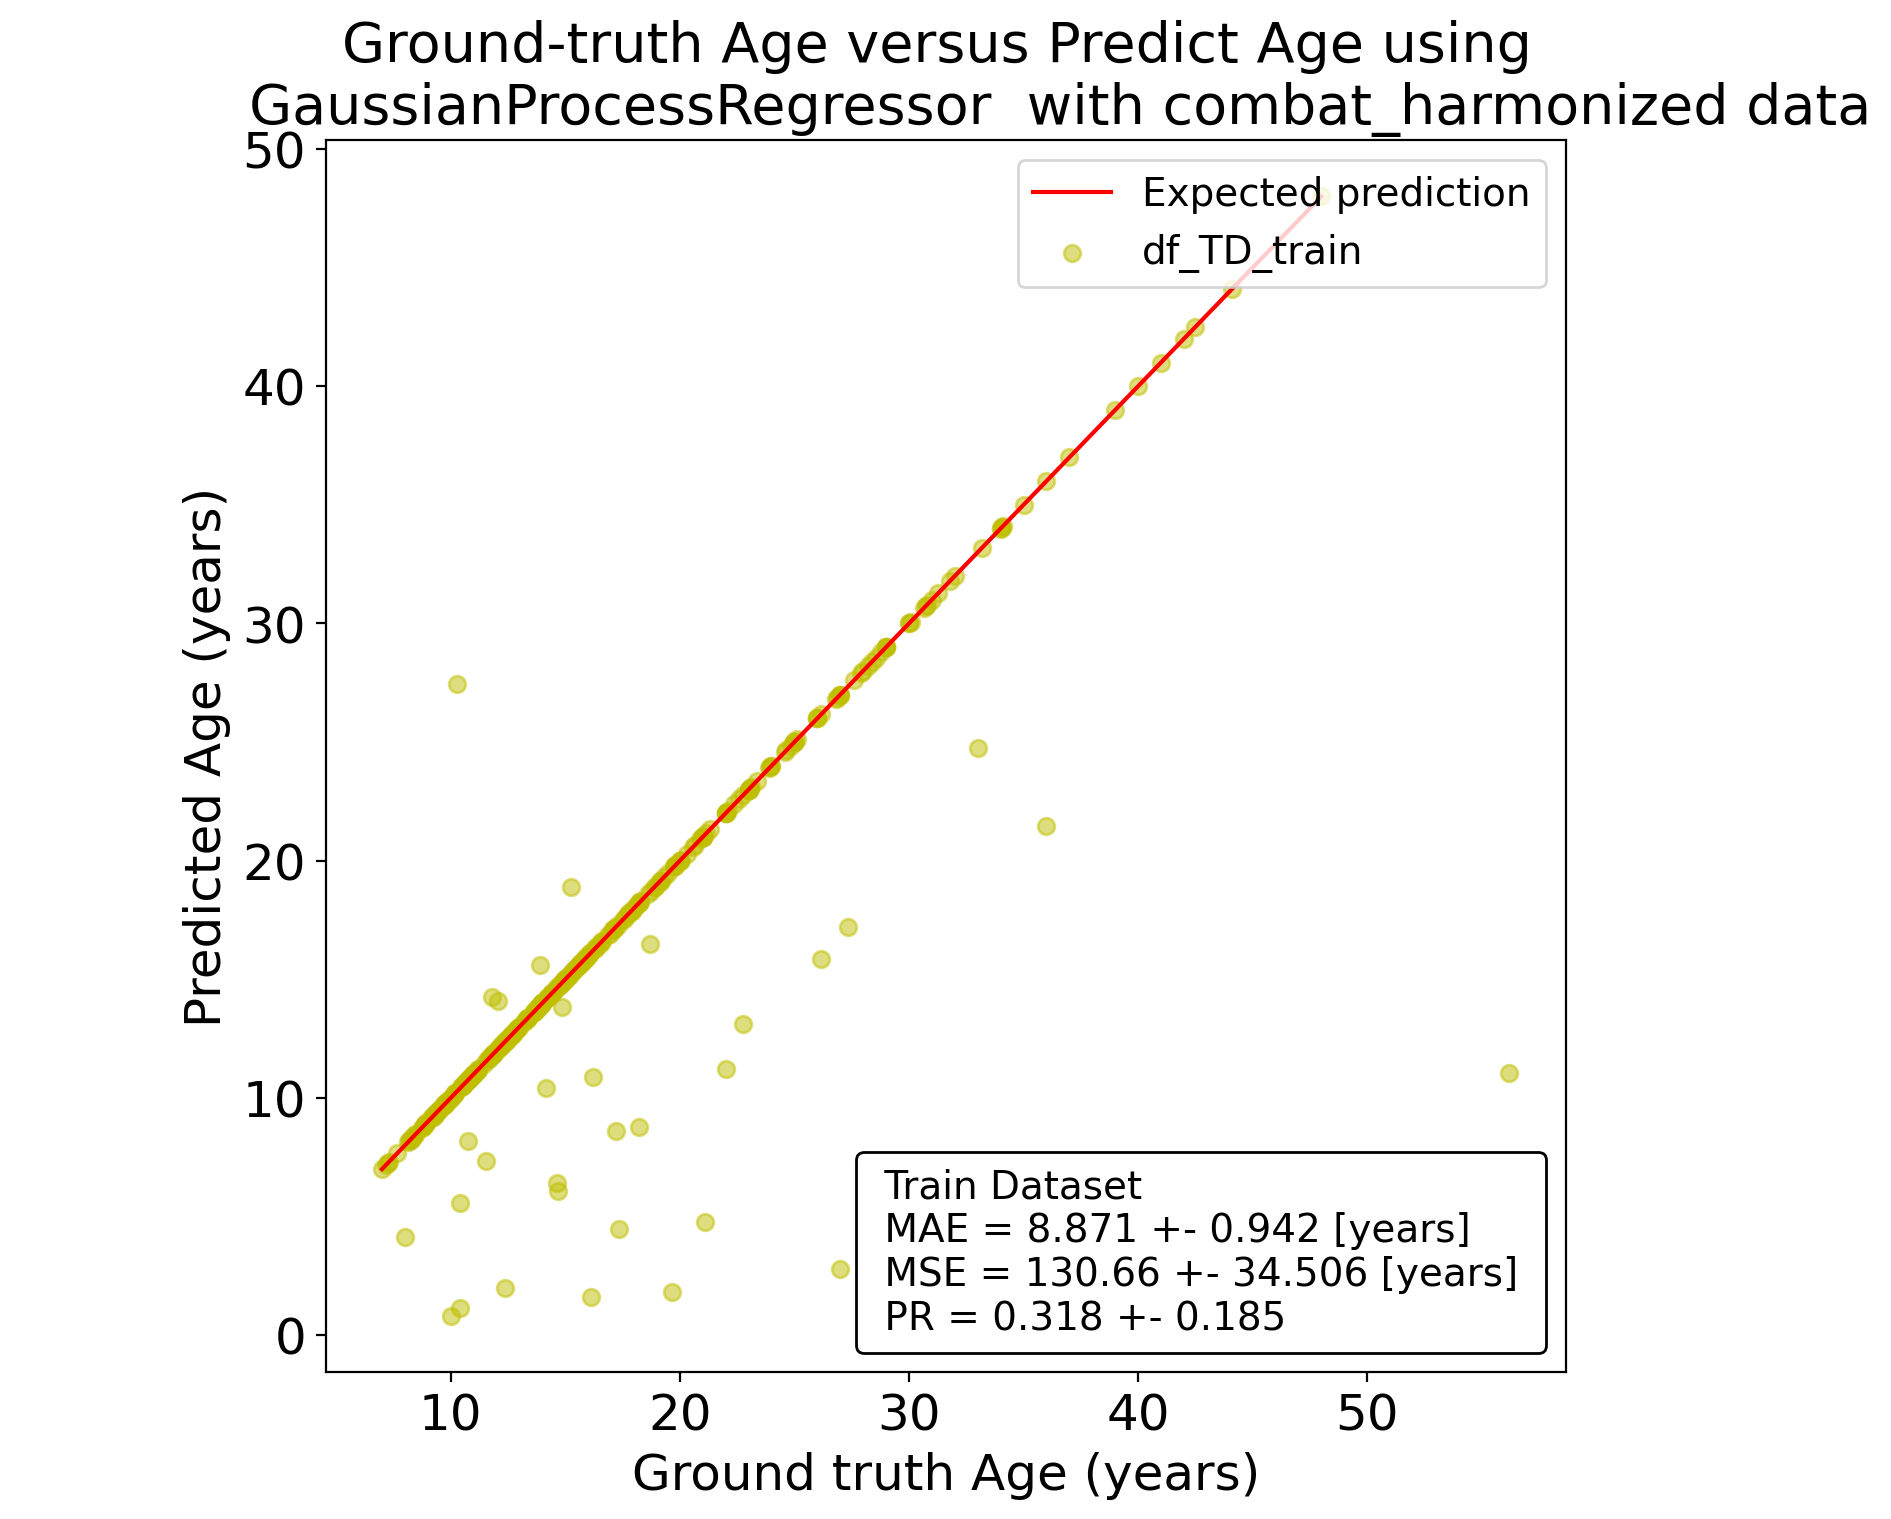 Ground-truth Age versus Predict Age using
GaussianProcessRegressor  with combat_harmonized data
50
40
30
20
10
0
Predicted Age (years)
Expected prediction
df_TD_train
Train Dataset
MAE = 8.871 +- 0.942 [years]
MSE = 130.66 +- 34.506 [years]
PR = 0.318 +- 0.185
10 20 30 40 50
Ground truth Age (years)